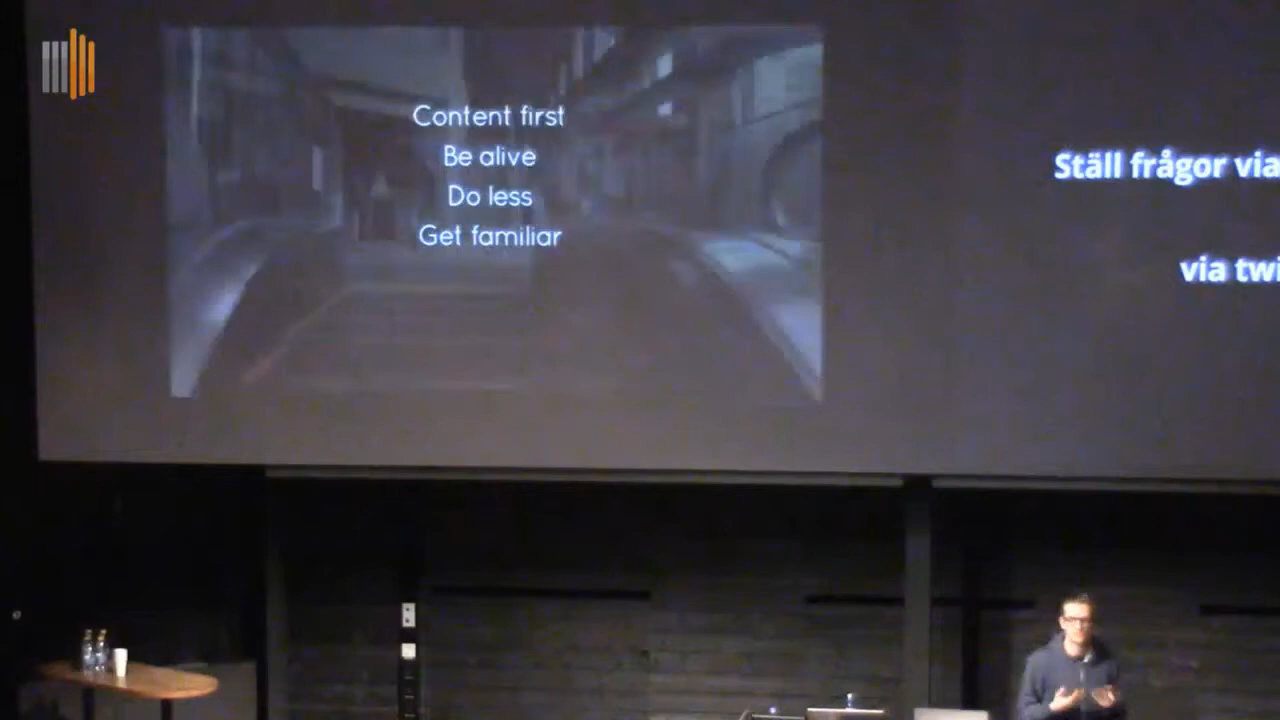 Content first
Be alive
Do less
Get familiar
Ställ frågor via
via twi